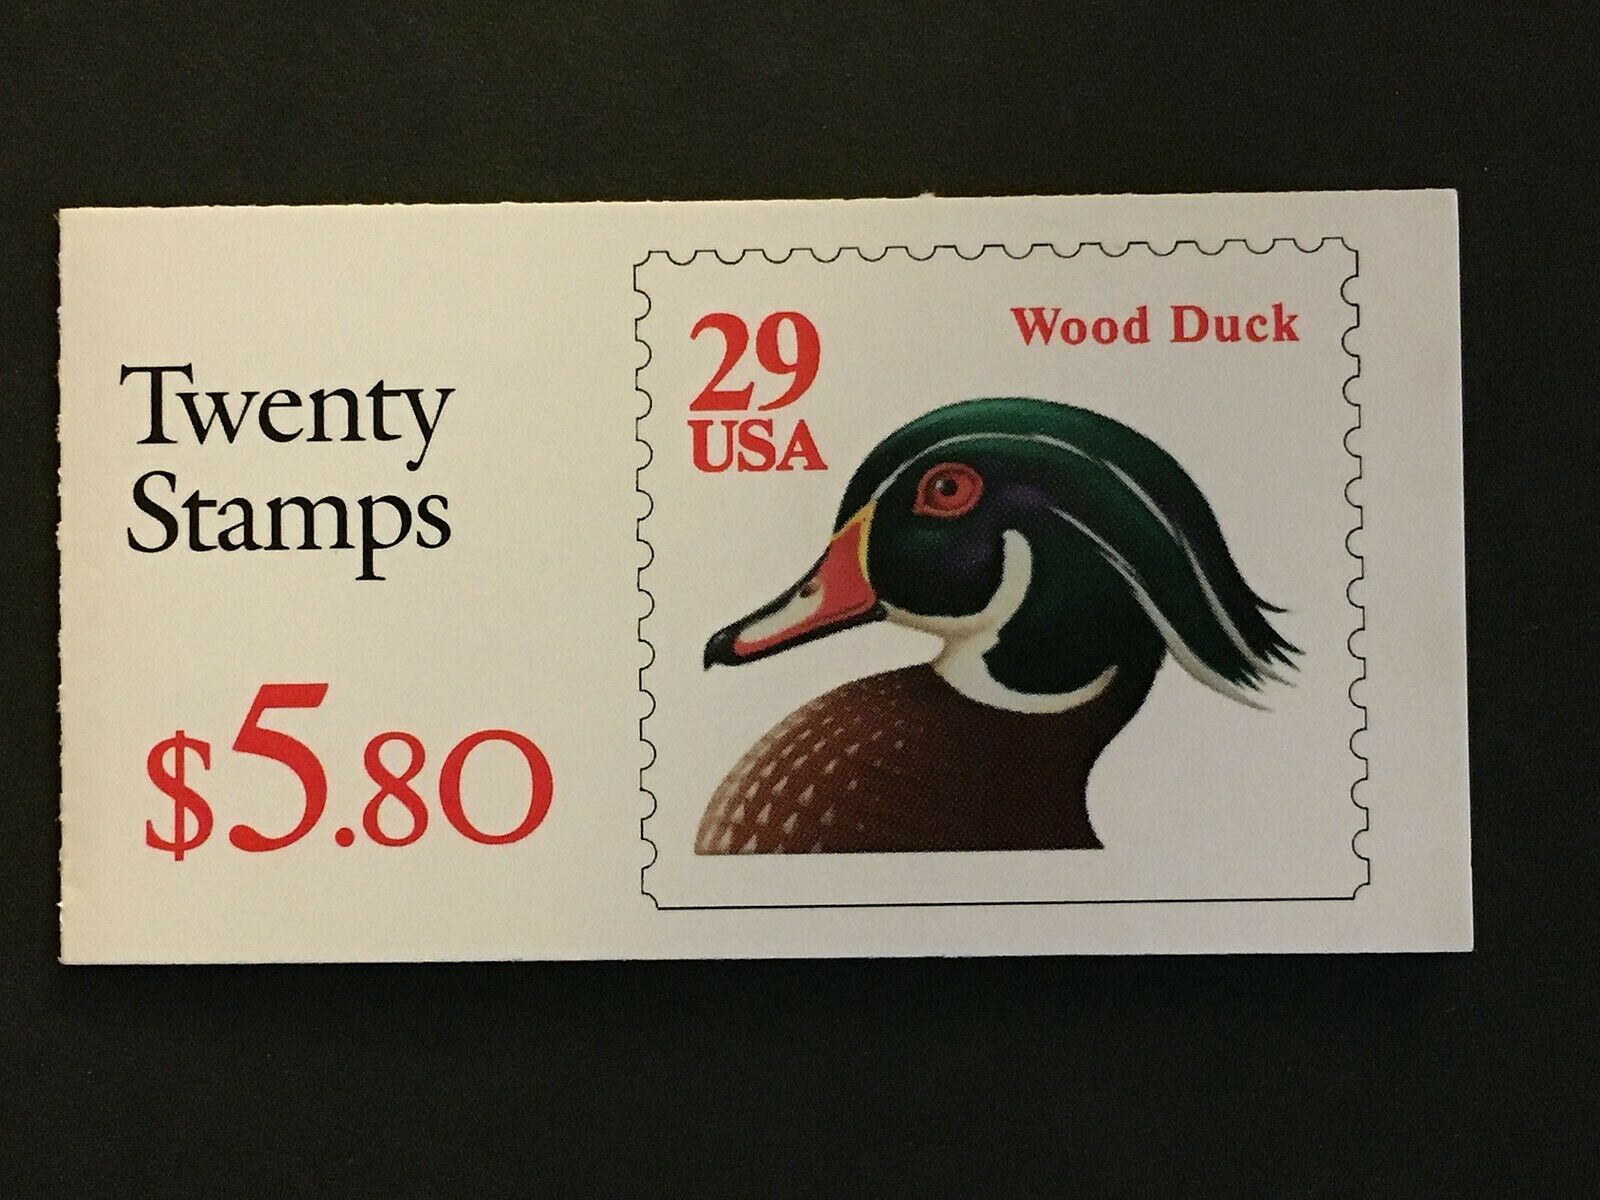 Twenty
Stamps
$5.80
29
USA
Wood Duck